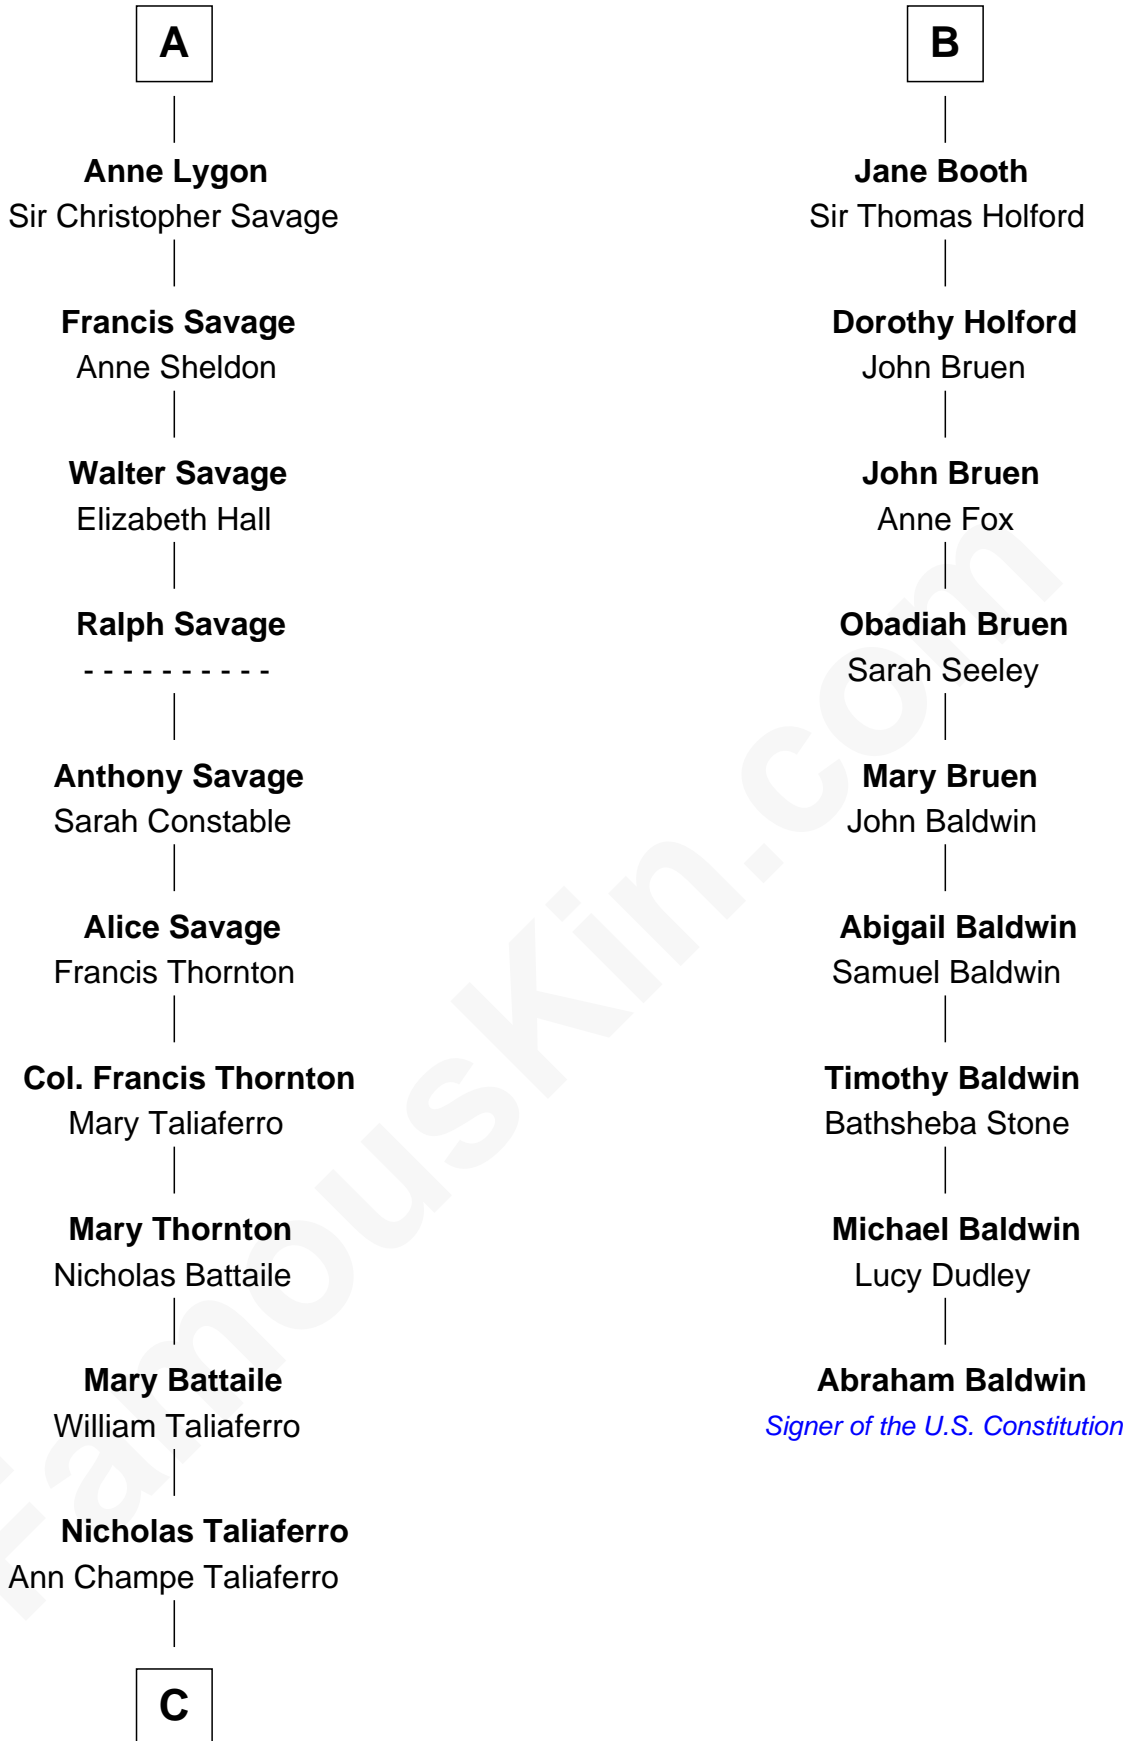 A
Anne Lygon
Sir Christopher Savage
Francis Savage
Anne Sheldon
Walter Savage
Elizabeth Hall
Ralph Savage
- - - - - - - - - -
Anthony Savage
Sarah Constable
Alice Savage
Francis Thornton
Col. Francis Thornton
Mary Taliaferro
Mary Thornton
Nicholas Battaile
Mary Battaile
William Taliaferro
Nicholas Taliaferro
Ann Champe Taliaferro
C
B
Jane Booth
Sir Thomas Holford
Dorothy Holford
John Bruen
John Bruen
Anne Fox
Obadiah Bruen
Sarah Seeley
Mary Bruen
John Baldwin
Abigail Baldwin
Samuel Baldwin
Timothy Baldwin
Bathsheba Stone
Michael Baldwin
Lucy Dudley
Abraham Baldwin
Signer of the U.S. Constitution
FamousKin.com